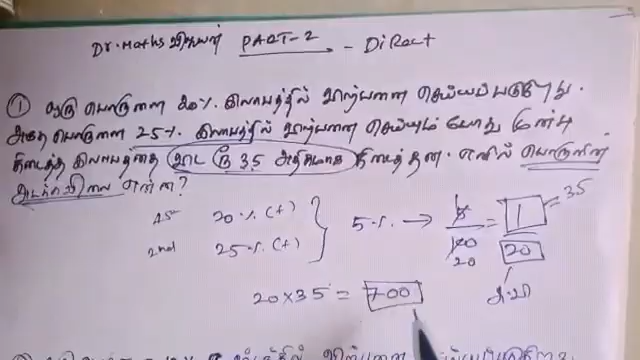 Dr.Maths விதயன் PART-2 - DiRect
① ஒரு பொருளை 20%. இலாபத்தில் விற்பனை செய்யப்படுகிறது.
அதே பொருளை 25%. இலாபத்தில் விற்பனை செய்யும் போது முன்பு
கிடைத்த இலாபத்தை விட ரூ 35 அதிகமாக கிடைத்தன. எனில் பொருளின்
அடக்கவிலை என்ன?
1st 20%(+) } 5% → 5/100 = 1 = 35
2nd 25%(+) 20 20
அ.வி
20×35 = 700